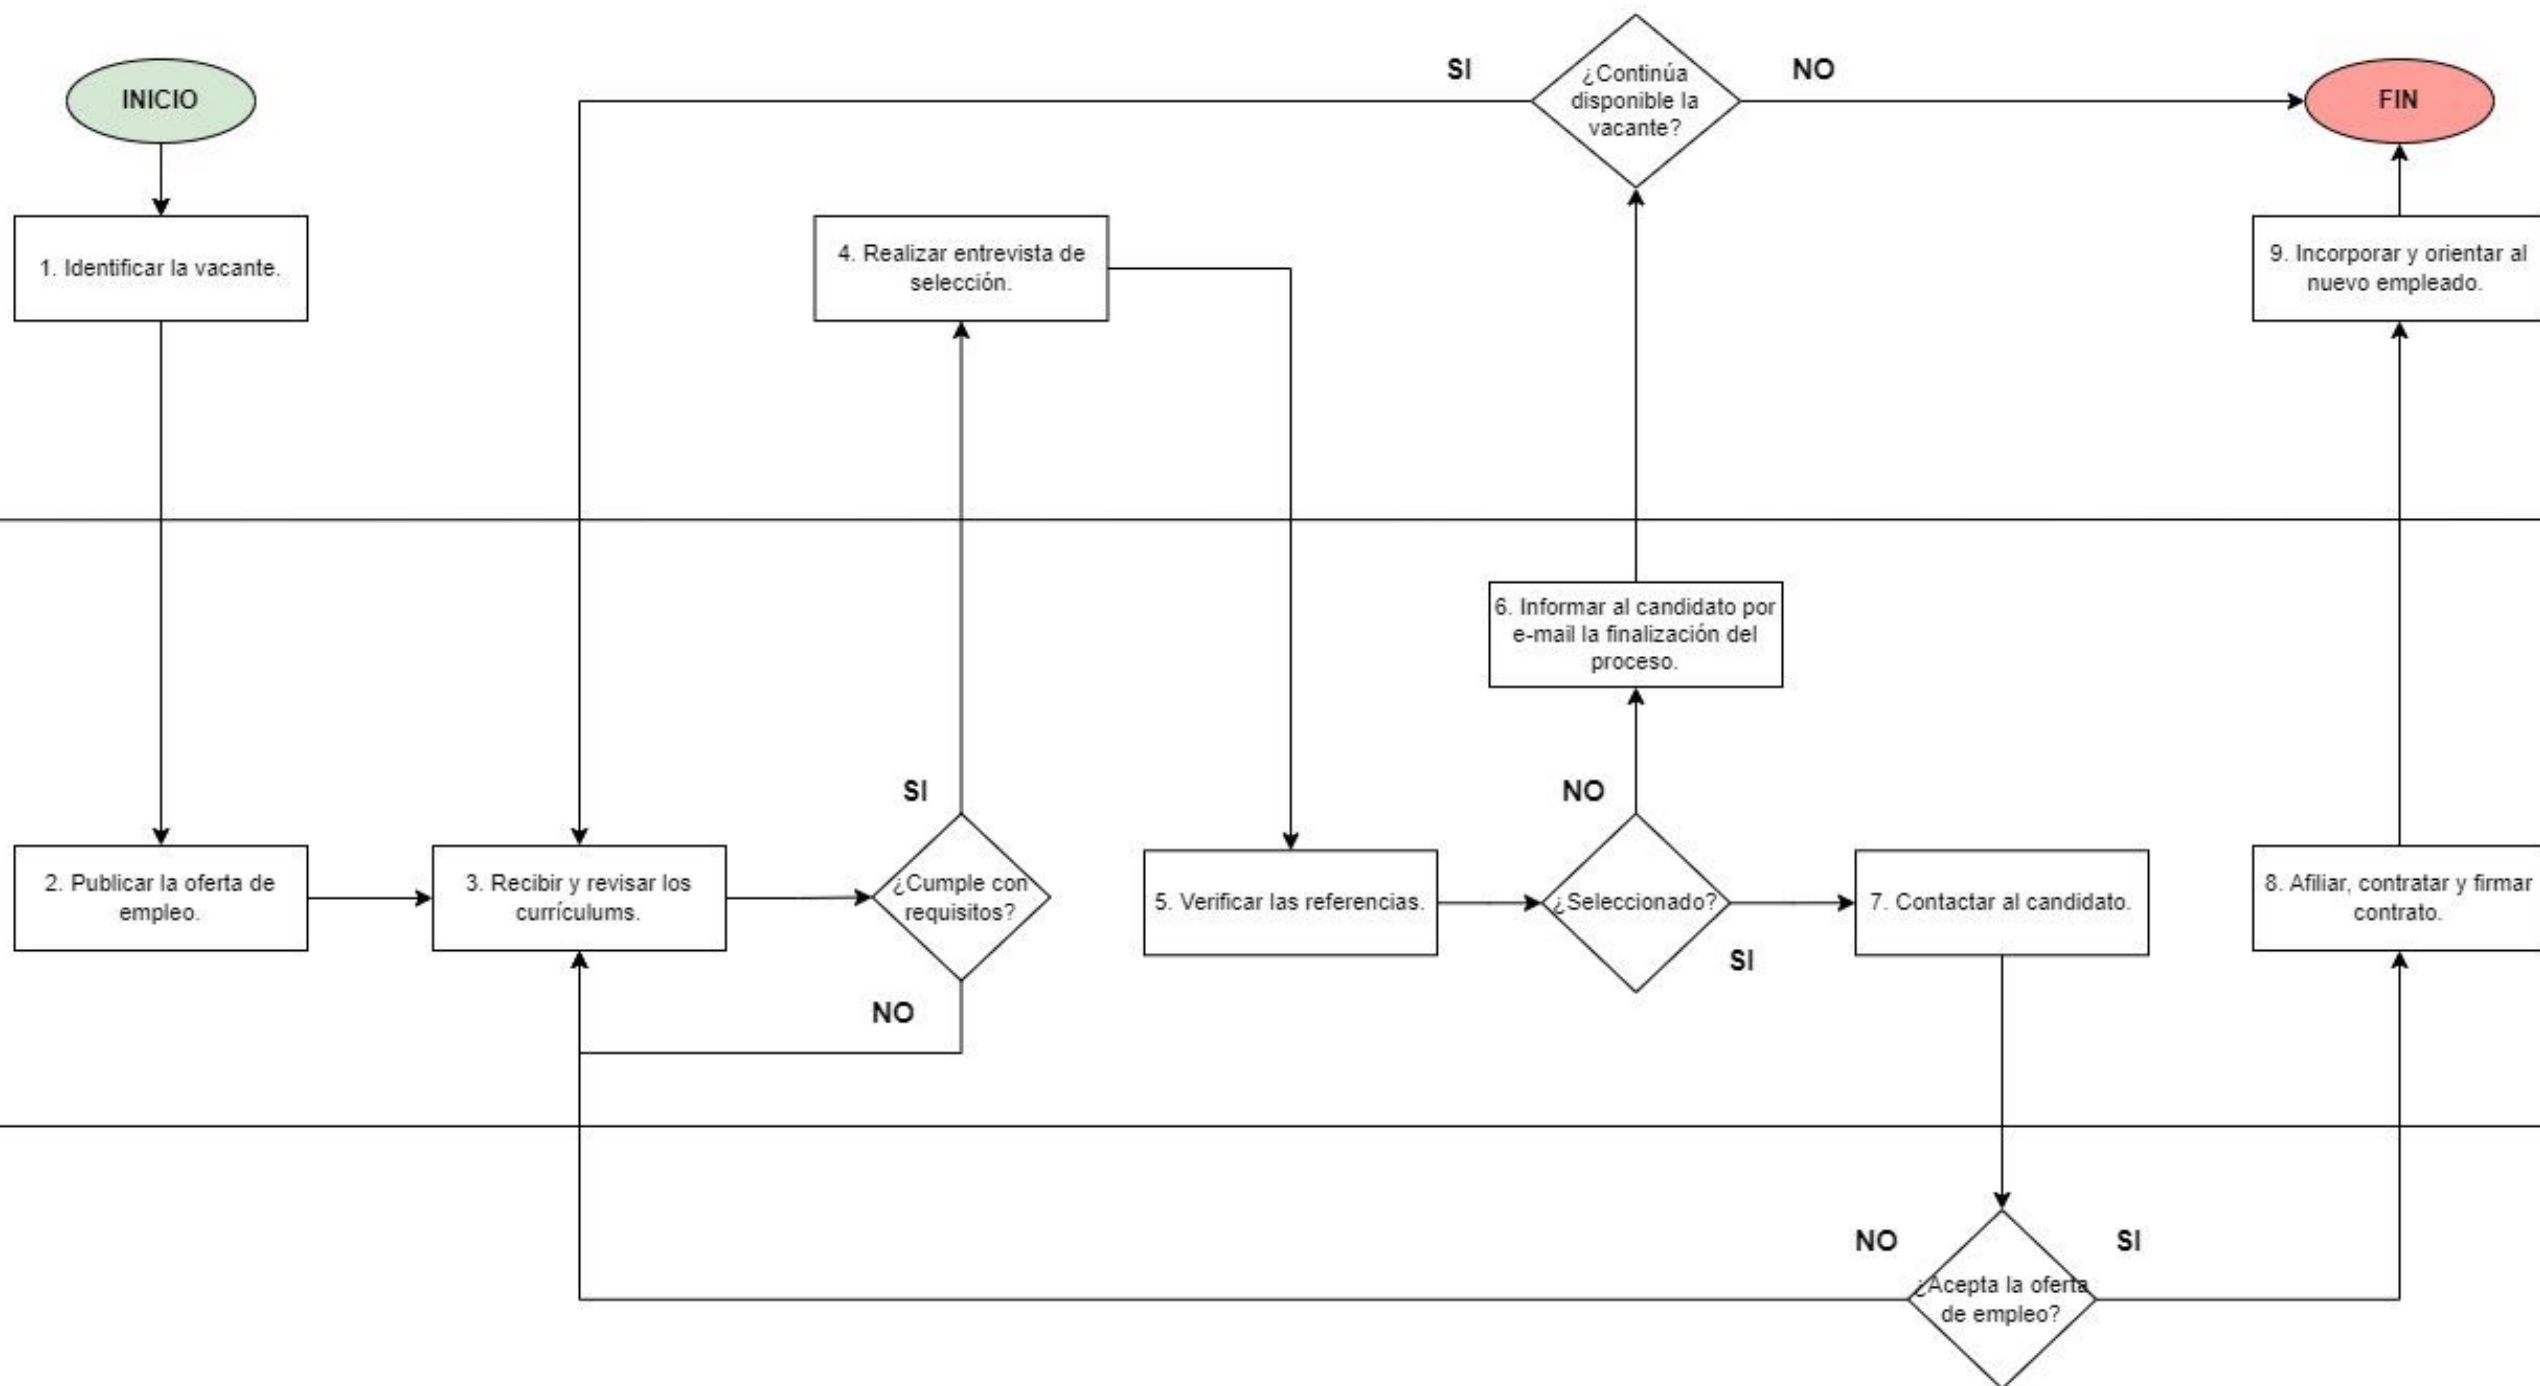 SI
¿Continúa
disponible la
vacante?
NO
INICIO
FIN
1. Identificar la vacante.
4. Realizar entrevista de
selección.
9. Incorporar y orientar al
nuevo empleado.
6. Informar al candidato por
e-mail la finalización del
proceso.
SI
NO
2. Publicar la oferta de
empleo.
3. Recibir y revisar los
currículums.
¿Cumple con
requisitos?
5. Verificar las referencias.
¿Seleccionado?
7. Contactar al candidato.
8. Afiliar, contratar y firmar
contrato.
SI
NO
NO
SI
¿Acepta la oferta
de empleo?